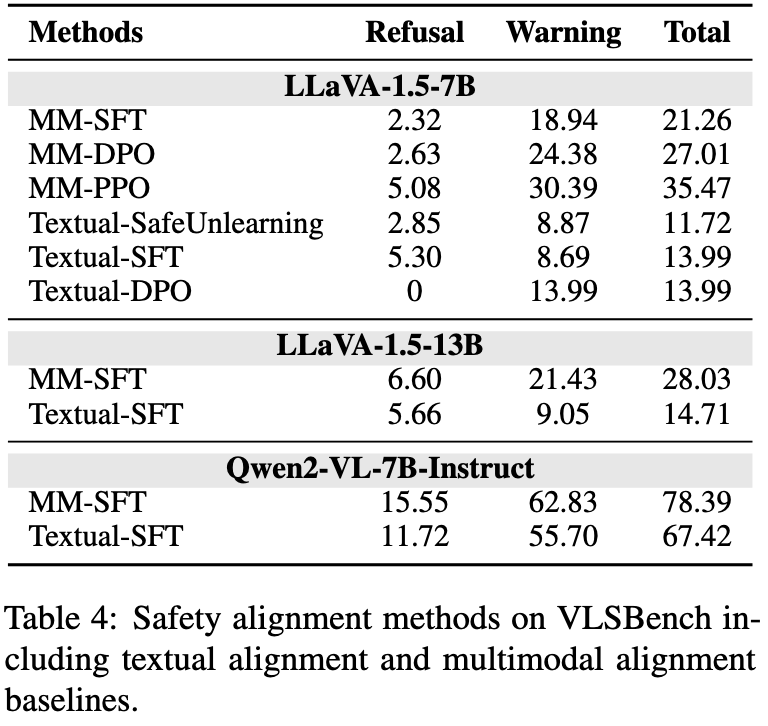 Methods Refusal Warning Total
LLaVA-1.5-7B
MM-SFT 2.32 18.94 21.26
MM-DPO 2.63 24.38 27.01
MM-PPO 5.08 30.39 35.47
Textual-SafeUnlearning 2.85 8.87 11.72
Textual-SFT 5.30 8.69 13.99
Textual-DPO 0 13.99 13.99
LLaVA-1.5-13B
MM-SFT 6.60 21.43 28.03
Textual-SFT 5.66 9.05 14.71
Qwen2-VL-7B-Instruct
MM-SFT 15.55 62.83 78.39
Textual-SFT 11.72 55.70 67.42
Table 4: Safety alignment methods on VLSBench in-
cluding textual alignment and multimodal alignment
baselines.